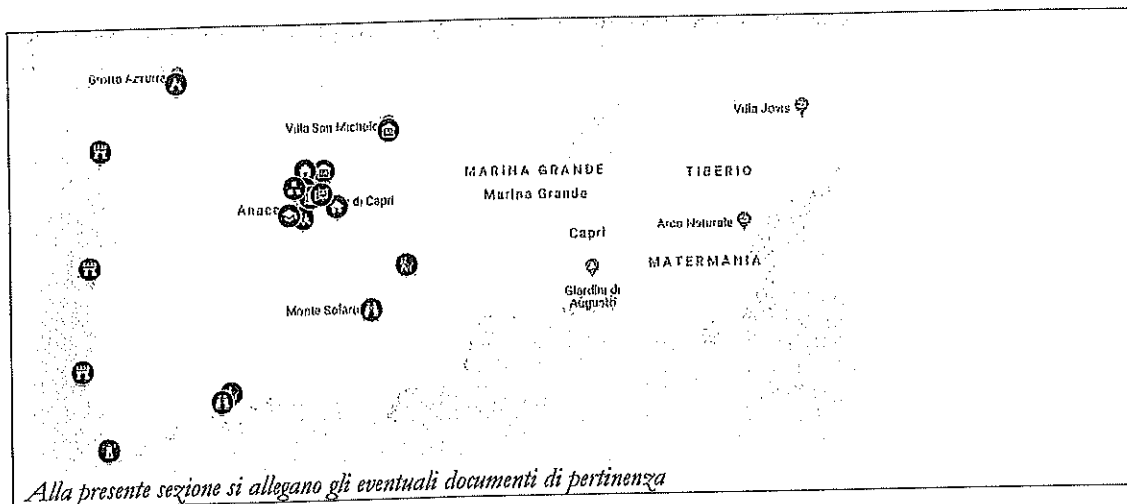 Grotta Azzurra
Villa Jovis
Villa San Michele
MARINA GRANDE
TIBERIO
Marina Grande
di Capri
Arco Naturale
Capri
MATERMANIA
Giardini di
Augusto
Monte Solaro
Alla presente sezione si allegano gli eventuali documenti di pertinenza